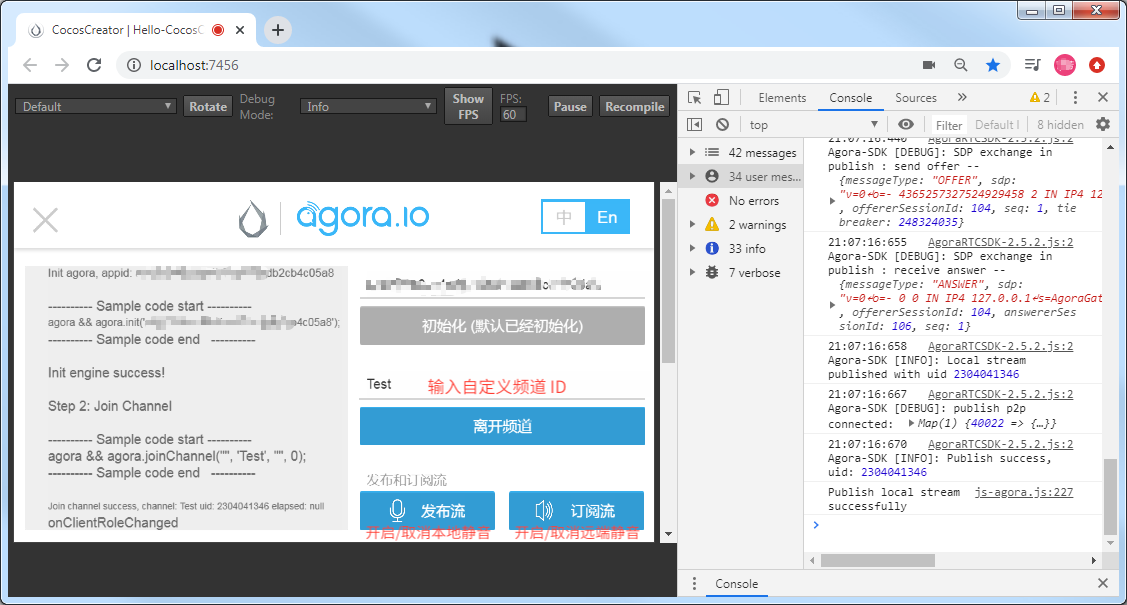 CocosCreator | Hello-CocosC
localhost:7456
Default
Rotate
Debug
Mode:
Info
Show
FPS
FPS:
60
Pause
Recompile
agora.io
中
En
Init agora, appid: db2cb4c05a8
---------- Sample code start ----------
agora && agora.init('4c05a8');
---------- Sample code end ----------
Init engine success!
Step 2: Join Channel
---------- Sample code start ----------
agora && agora.joinChannel("", 'Test', "", 0);
---------- Sample code end ----------
Join channel success, channel: Test uid: 2304041346 elapsed: null
onClientRoleChanged
初始化 (默认已经初始化)
Test
输入自定义频道 ID
离开频道
发布和订阅流
发布流
订阅流
开启/取消本地静音
开启/取消远端静音
Elements
Console
Sources
2
top
Filter
Default l
8 hidden
42 messages
34 user mes...
No errors
2 warnings
33 info
7 verbose
21:07:16:440 AgoraRTCSDK-2.5.2.js:2
Agora-SDK [DEBUG]: SDP exchange in
publish : send offer --
{messageType: "OFFER", sdp:
"v=0↵o=- 4365257327524929458 2 IN IP4 12
, offererSessionId: 104, seq: 1, tie
breaker: 248324035}
21:07:16:655 AgoraRTCSDK-2.5.2.js:2
Agora-SDK [DEBUG]: SDP exchange in
publish : receive answer --
{messageType: "ANSWER", sdp:
"v=0↵o=- 0 0 IN IP4 127.0.0.1↵s=AgoraGat
, offererSessionId: 104, answererSes
sionId: 106, seq: 1}
21:07:16:658 AgoraRTCSDK-2.5.2.js:2
Agora-SDK [INFO]: Local stream
published with uid 2304041346
21:07:16:667 AgoraRTCSDK-2.5.2.js:2
Agora-SDK [DEBUG]: publish p2p
connected: Map(1) {40022 => {…}}
21:07:16:670 AgoraRTCSDK-2.5.2.js:2
Agora-SDK [INFO]: Publish success,
uid: 2304041346
Publish local stream js-agora.js:227
successfully
Console